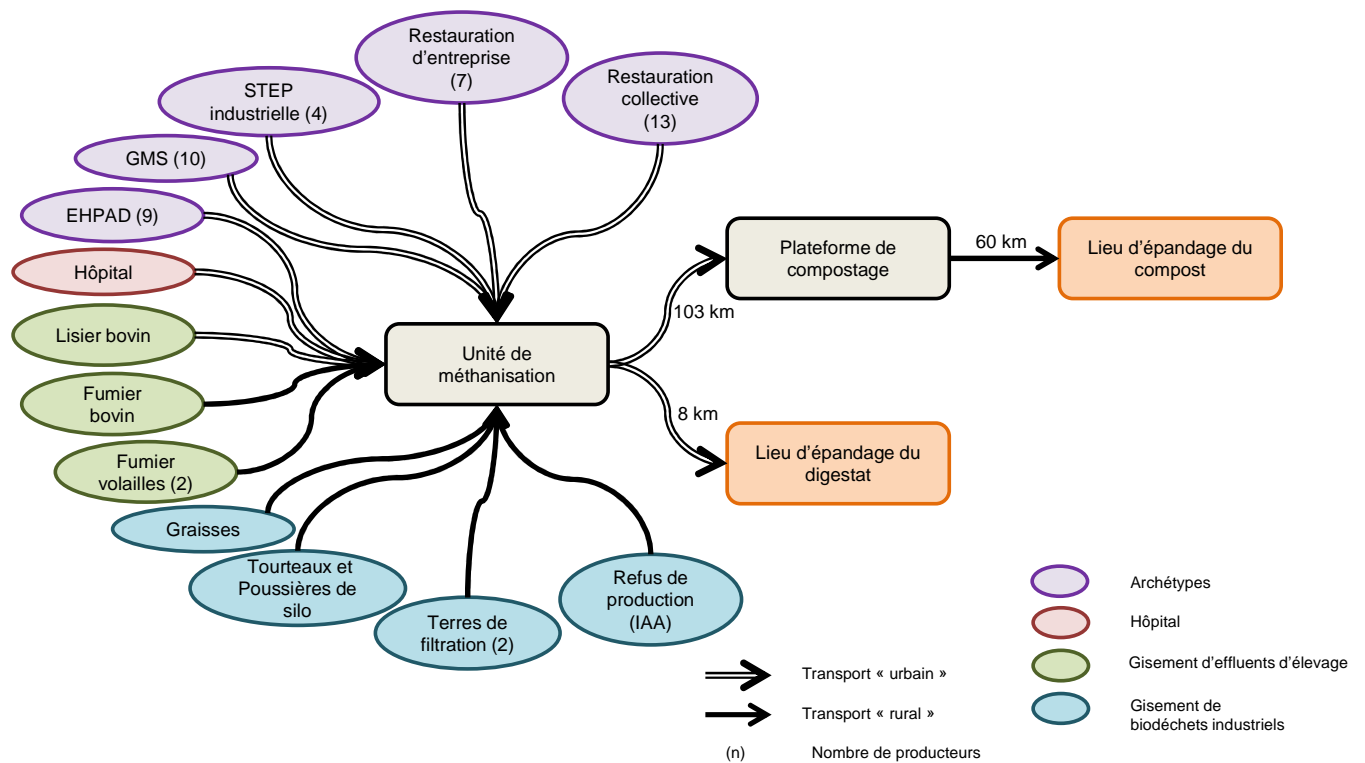 Restauration
d'entreprise
(7)
STEP
industrielle (4)
Restauration
collective
(13)
GMS (10)
EHPAD (9)
Hôpital
Lisier bovin
Fumier
bovin
Fumier
volailles (2)
Graisses
Tourteaux et
Poussières de
silo
Terres de
filtration (2)
Refus de
production
(IAA)
Unité de
méthanisation
103 km
8 km
Plateforme de
compostage
60 km
Lieu d'épandage du
compost
Lieu d'épandage du
digestat
Transport « urbain »
Transport « rural »
(n) Nombre de producteurs
Archétypes
Hôpital
Gisement d'effluents d'élevage
Gisement de
biodéchets industriels